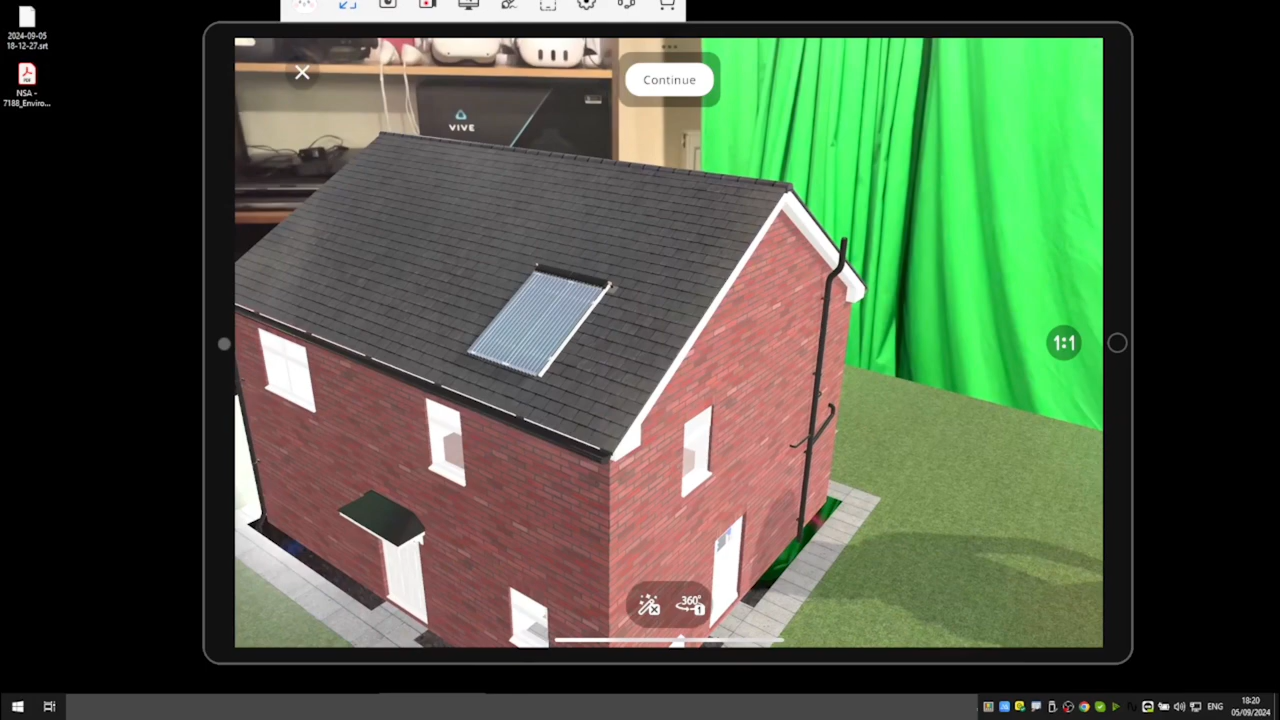 2024-09-05
18-12-27.srt
NSA -
7188_Enviro...
Continue
VIVE
1:1
360°
1
ENG
18:20
05/09/2024